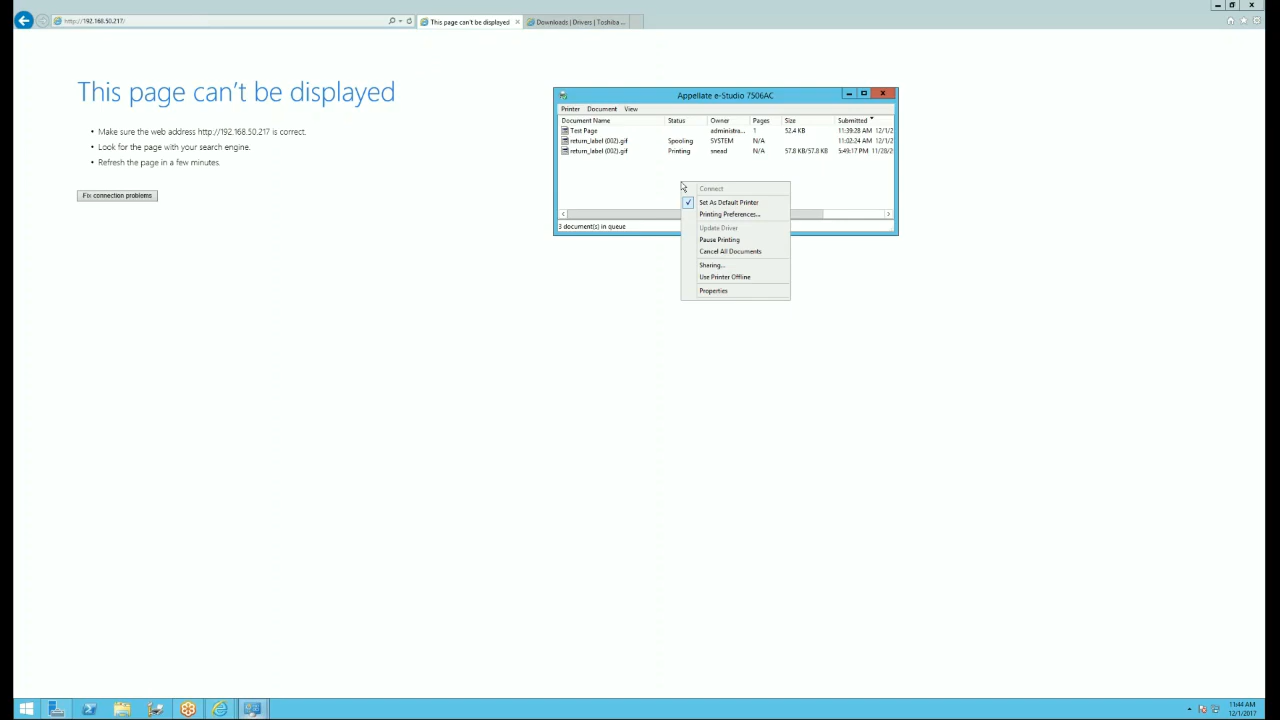 http://192.168.50.217/
This page can't be displayed
Downloads | Drivers | Toshiba ...
This page can't be displayed
Make sure the web address http://192.168.50.217 is correct.
Look for the page with your search engine.
Refresh the page in a few minutes.
Fix connection problems
Appellate e-Studio 7506AC
Printer Document View
Document Name Status Owner Pages Size Submitted
Test Page administra... 1 52.4 KB 11:39:28 AM 12/1/2
return_label (002).gif Spooling SYSTEM N/A 11:02:24 AM 12/1/2
return_label (002).gif Printing snead N/A 57.8 KB/57.8 KB 5:49:17 PM 11/28/2
3 document(s) in queue
Connect
Set As Default Printer
Printing Preferences...
Update Driver
Pause Printing
Cancel All Documents
Sharing...
Use Printer Offline
Properties
11:44 AM
12/1/2017